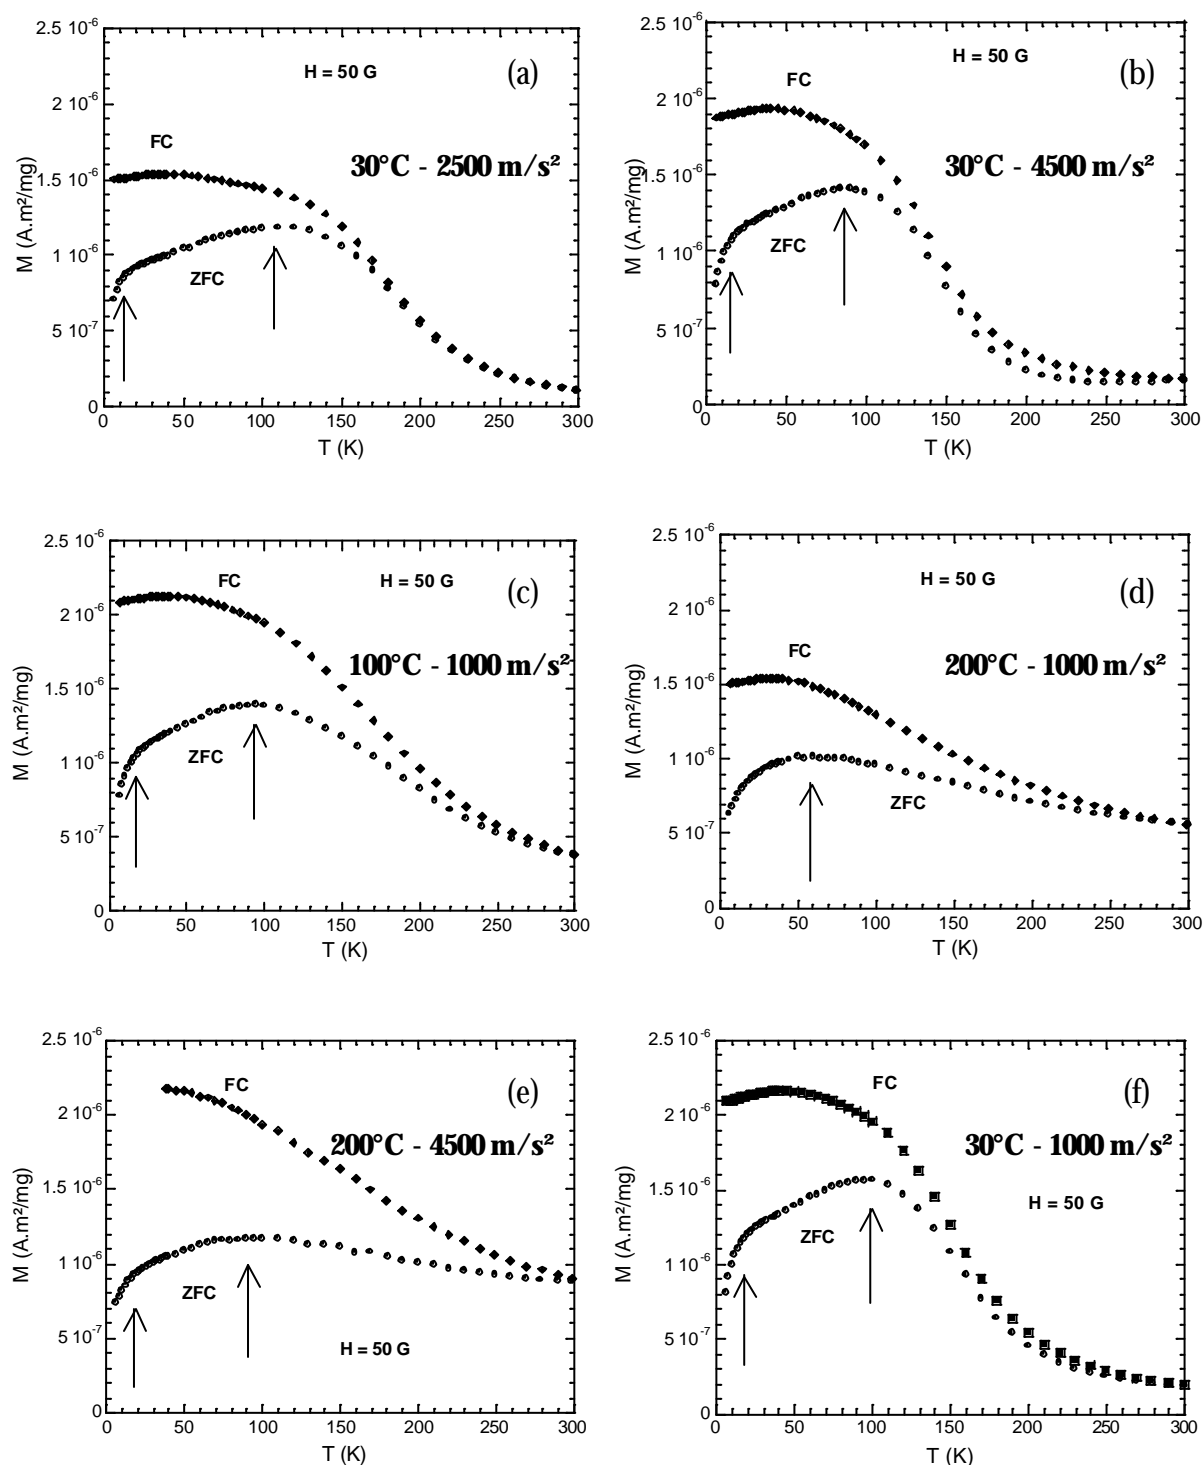 2.5 10⁻⁶
H = 50 G
(a)
2 10⁻⁶
FC
30°C - 2500 m/s²
1.5 10⁻⁶
M (A.m²/mg)
1 10⁻⁶
ZFC
5 10⁻⁷
0
0 50 100 150 200 250 300
T (K)
2.5 10⁻⁶
H = 50 G
(b)
FC
2 10⁻⁶
30°C - 4500 m/s²
1.5 10⁻⁶
M (A.m²/mg)
1 10⁻⁶
ZFC
5 10⁻⁷
0
0 50 100 150 200 250 300
T (K)
2.5 10⁻⁶
FC
H = 50 G
(c)
2 10⁻⁶
100°C - 1000 m/s²
1.5 10⁻⁶
M (A.m²/mg)
ZFC
1 10⁻⁶
5 10⁻⁷
0
0 50 100 150 200 250 300
T (K)
2.5 10⁻⁶
H = 50 G
(d)
2 10⁻⁶
FC
200°C - 1000 m/s²
1.5 10⁻⁶
M (A.m²/mg)
1 10⁻⁶
ZFC
5 10⁻⁷
0
0 50 100 150 200 250 300
T (K)
2.5 10⁻⁶
FC
(e)
2 10⁻⁶
200°C - 4500 m/s²
1.5 10⁻⁶
M (A.m²/mg)
1 10⁻⁶
ZFC
5 10⁻⁷
H = 50 G
0
0 50 100 150 200 250 300
T (K)
2.5 10⁻⁶
FC
(f)
2 10⁻⁶
30°C - 1000 m/s²
1.5 10⁻⁶
H = 50 G
M (A.m²/mg)
ZFC
1 10⁻⁶
5 10⁻⁷
0
0 50 100 150 200 250 300
T (K)